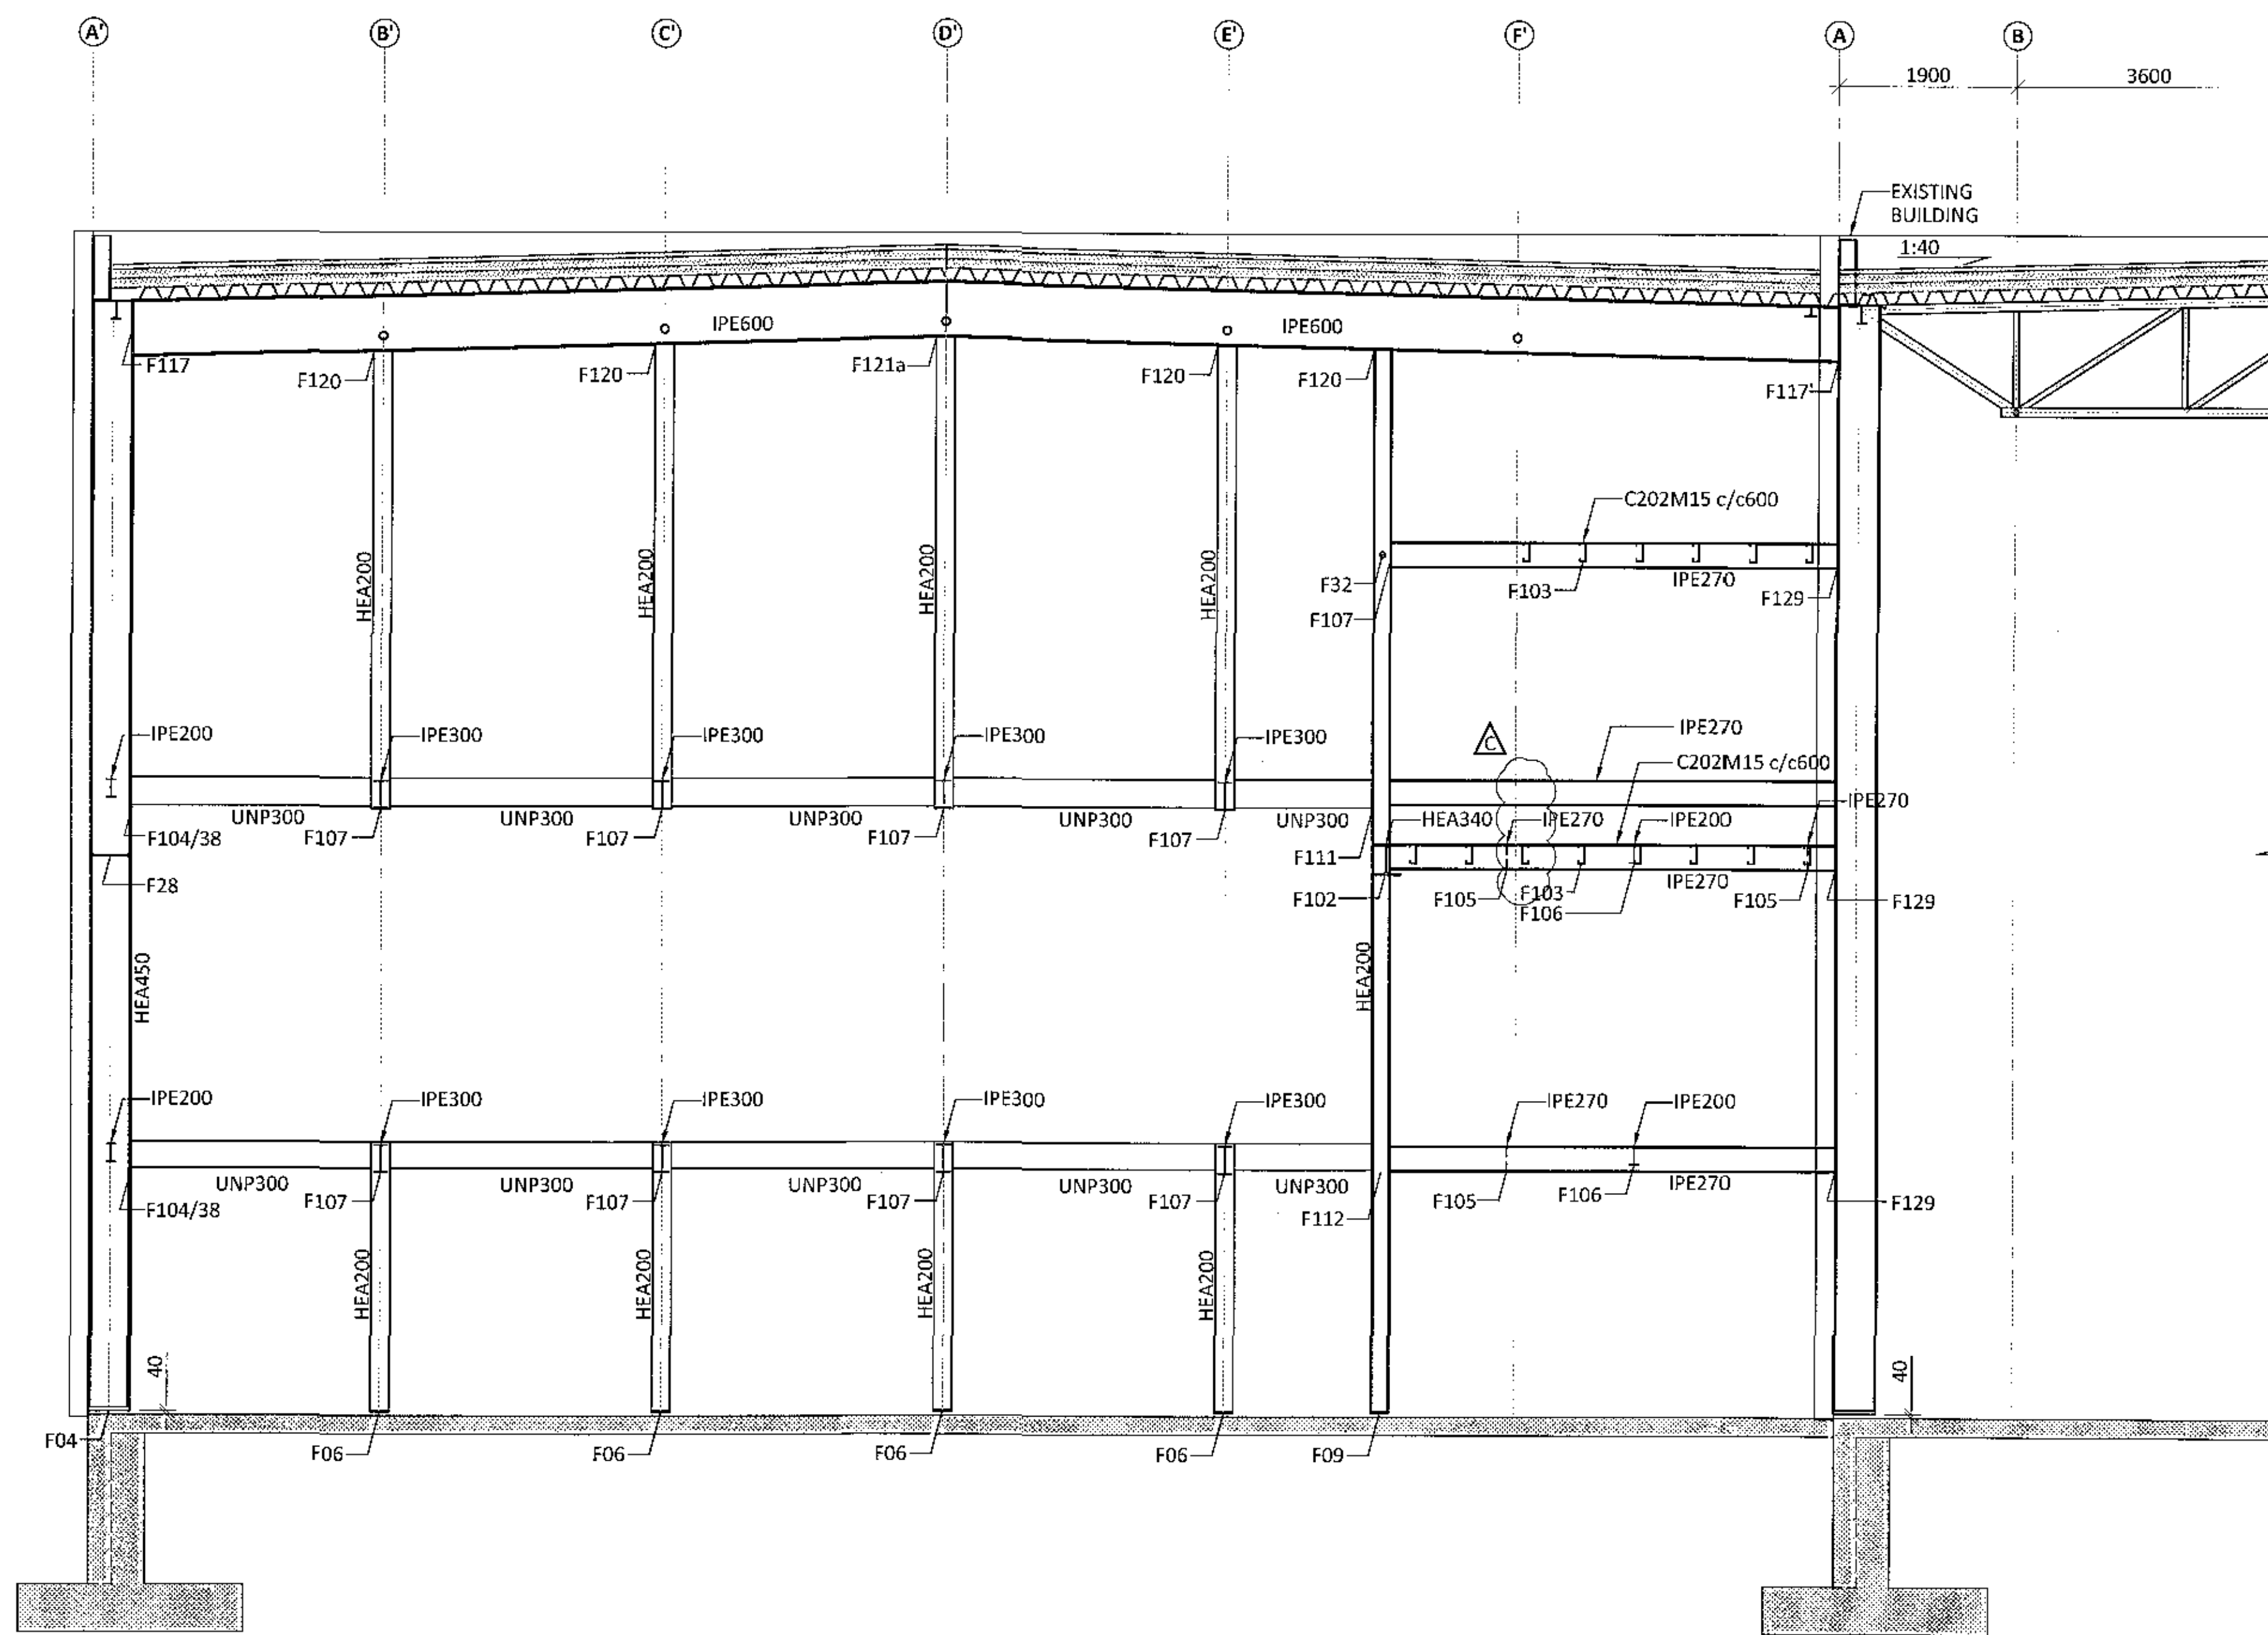 A'
B'
C'
D'
E'
F'
A
B
1900
3600
EXISTING
BUILDING
1:40
IPE600
IPE600
F117
F120
F120
F121a
F120
F120
F117
C202M15 c/c600
HEA200
HEA200
HEA200
HEA200
F32
F103
IPE270
F129
F107
IPE200
IPE300
IPE300
IPE300
IPE300
C
IPE270
C202M15 c/c600
IPE270
UNP300
UNP300
UNP300
UNP300
UNP300
HEA340
IPE270
IPE200
F104/38
F107
F107
F107
F107
F111
F28
F102
F105
F103
F106
IPE270
F105
F129
HEA450
HEA200
IPE200
IPE300
IPE300
IPE300
IPE300
IPE270
IPE200
UNP300
UNP300
UNP300
UNP300
UNP300
IPE270
F104/38
F107
F107
F107
F107
F112
F105
F106
F129
HEA200
HEA200
HEA200
HEA200
40
40
F04
F06
F06
F06
F06
F09